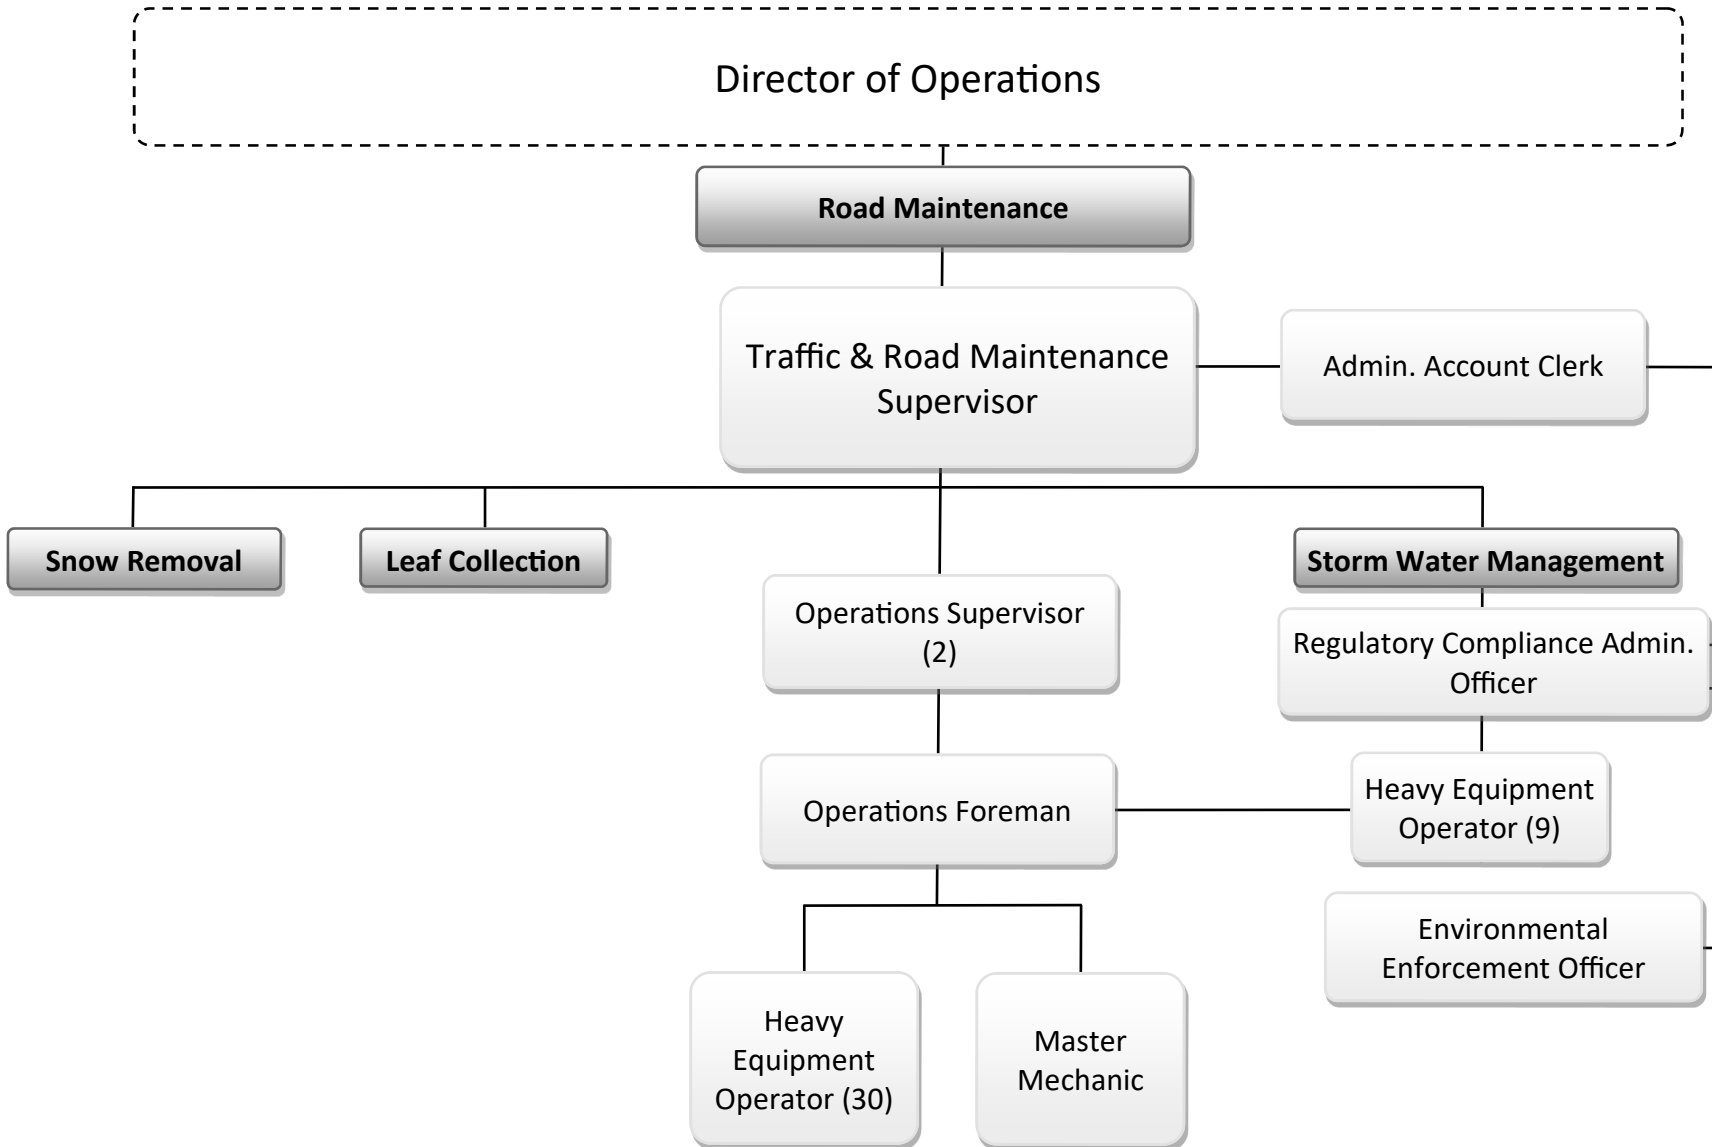 Director of Operations
Road Maintenance
Traffic & Road Maintenance
Supervisor
Admin. Account Clerk
Snow Removal
Leaf Collection
Storm Water Management
Operations Supervisor
(2)
Regulatory Compliance Admin.
Officer
Operations Foreman
Heavy Equipment
Operator (9)
Environmental
Enforcement Officer
Heavy
Equipment
Operator (30)
Master
Mechanic